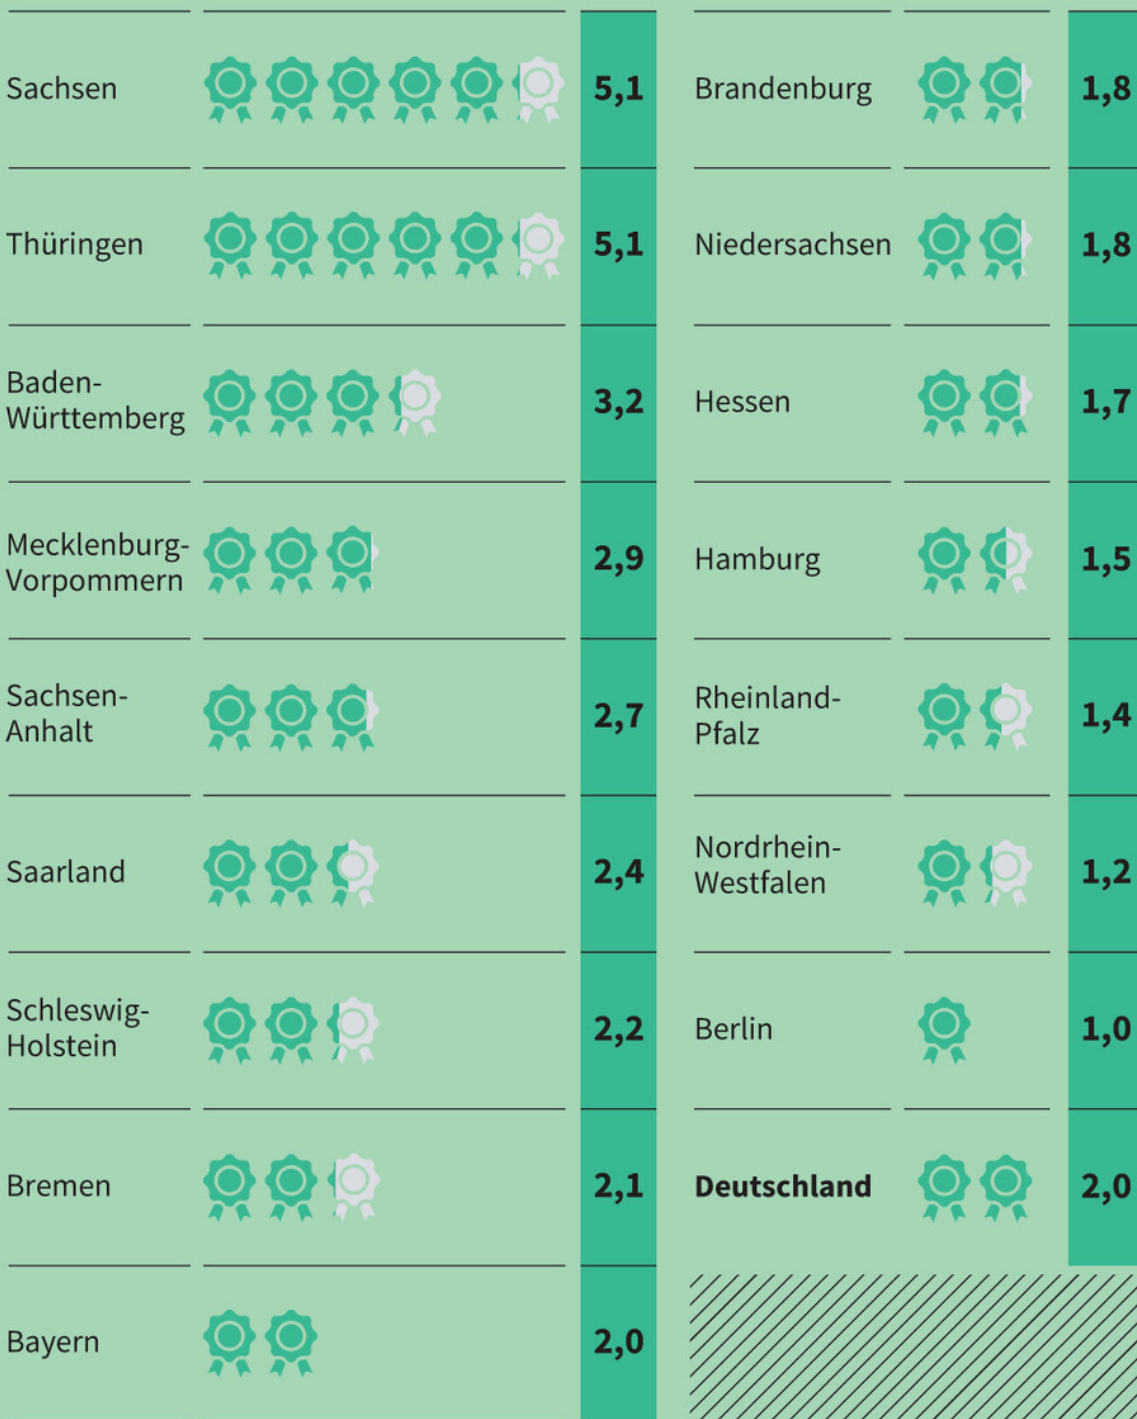 Sachsen
5,1
Thüringen
5,1
Baden-
Württemberg
3,2
Mecklenburg-
Vorpommern
2,9
Sachsen-
Anhalt
2,7
Saarland
2,4
Schleswig-
Holstein
2,2
Bremen
2,1
Bayern
2,0
Brandenburg
1,8
Niedersachsen
1,8
Hessen
1,7
Hamburg
1,5
Rheinland-
Pfalz
1,4
Nordrhein-
Westfalen
1,2
Berlin
1,0
Deutschland
2,0